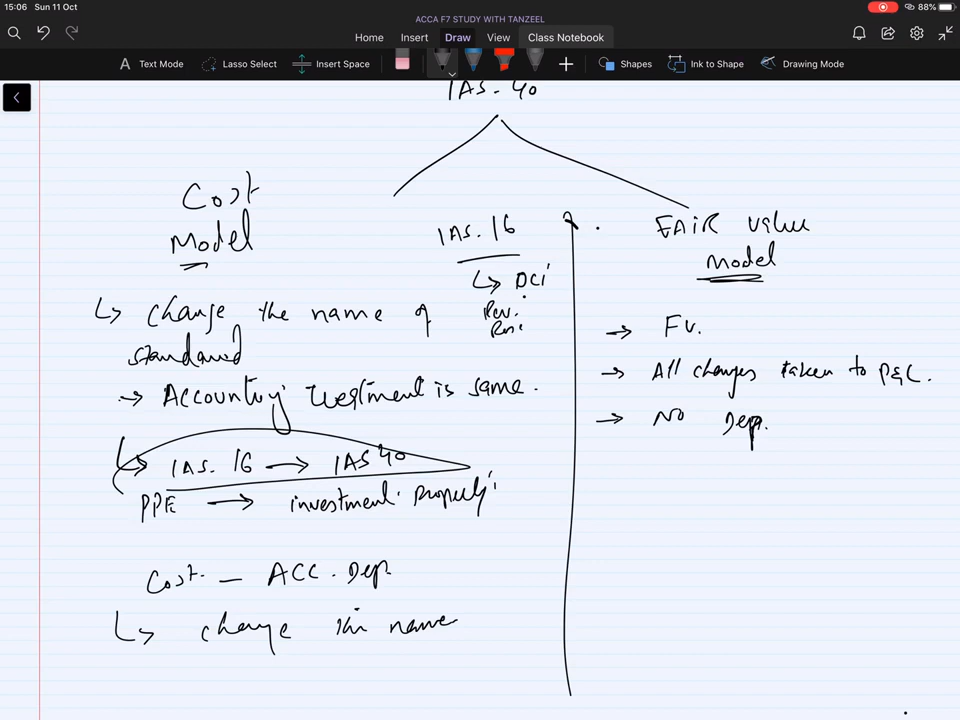 15:06 Sun 11 Oct
88%
ACCA F7 STUDY WITH TANZEEL
Home Insert Draw View Class Notebook
Text Mode Lasso Select Insert Space Shapes Ink to Shape Drawing Mode
IAS. 40
Cost
Model
IAS. 16
↳ OCI
Rev.
↳ change the name of
standard
→ Accounting treatment is same.
↳ IAS. 16 → IAS 40
PPE → investment property
Cost. – ACC. Dep.
↳ change the name
FAIR value
Model
→ FV.
→ All changes taken to P&L.
→ No Dep.